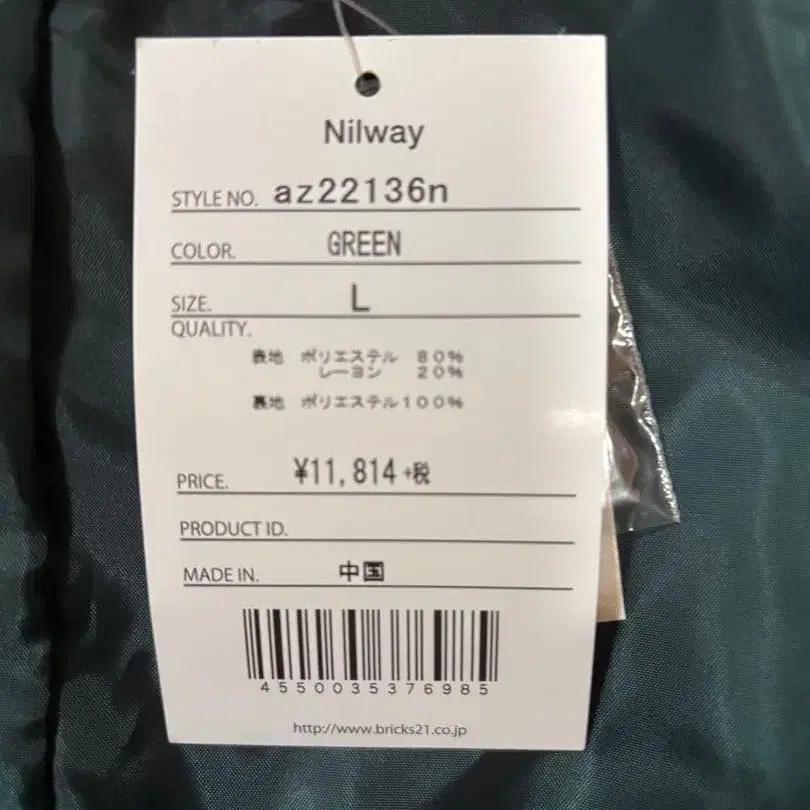 Nilway
STYLE NO. az22136n
COLOR. GREEN
SIZE. L
QUALITY.
表地 ポリエステル 80%
レーヨン 20%
裏地 ポリエステル100%
PRICE. ¥11,814+税
PRODUCT ID.
MADE IN. 中国
4550035376985
http://www.bricks21.co.jp